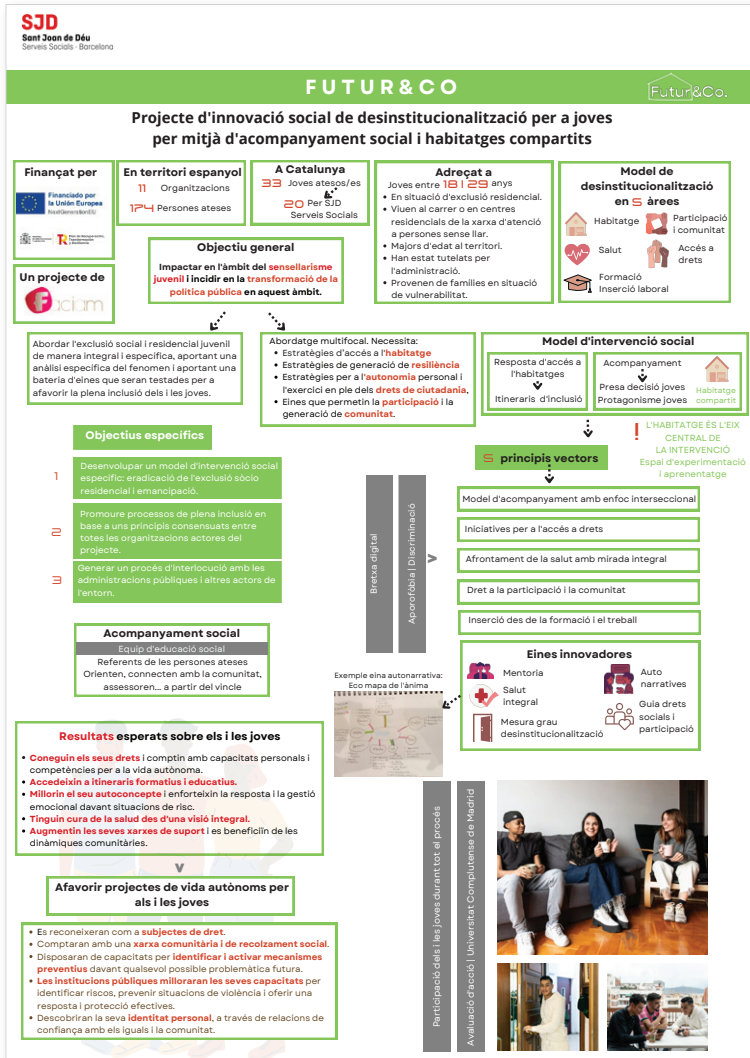 SJD
Sant Joan de Déu
Serveis Socials - Barcelona
FUTUR&CO
Futur&Co.
Projecte d'innovació social de desinstitucionalització per a joves
per mitjà d'acompanyament social i habitatges compartits
Finançat per
Financiado por
la Unión Europea
NextGenerationEU
Plan de Recuperación,
Transformación
y Resiliencia
Un projecte de
Faciam
En territori espanyol
11 Organitzacions
174 Persones ateses
A Catalunya
33 Joves atesos/es
20 Per SJD
Serveis Socials
Adreçat a
Joves entre 18 i 29 anys
• En situació d'exclusió residencial.
• Viuen al carrer o en centres
residencials de la xarxa d'atenció
a persones sense llar.
• Majors d'edat al territori.
• Han estat tutelats per
l'administració.
• Provenen de famílies en situació
de vulnerabilitat.
Model de
desinstitucionalització
en 5 àrees
Habitatge
Participació
i comunitat
Salut
Accés a
drets
Formació
Inserció laboral
Objectiu general
Impactar en l'àmbit del sensellarisme
juvenil i incidir en la transformació de la
política pública en aquest àmbit.
Abordar l'exclusió social i residencial juvenil
de manera integral i específica, aportant una
anàlisi específica del fenomen i aportant una
bateria d'eines que seran testades per a
afavorir la plena inclusió dels i les joves.
Abordatge multifocal. Necessita:
• Estratègies d'accés a l'habitatge
• Estratègies de generació de resiliència
• Estratègies per a l'autonomia personal i
l'exercici en ple dels drets de ciutadania,
• Eines que permetin la participació i la
generació de comunitat.
Model d'intervenció social
Resposta d'accés a
l'habitatges
Itineraris d'inclusió
Acompanyament
Presa decisió joves
Protagonisme joves
Habitatge
compartit
! L'HABITATGE ÉS L'EIX
CENTRAL DE
LA INTERVENCIÓ
Espai d'experimentació
i aprenentatge
Objectius específics
1
Desenvolupar un model d'intervenció social
específic: eradicació de l'exclusió sòcio
residencial i emancipació.
2
Promoure processos de plena inclusió en
base a uns principis consensuats entre
totes les organitzacions actores del
projecte.
3
Generar un procés d'interlocució amb les
administracions públiques i altres actors de
l'entorn.
5 principis vectors
Bretxa digital
Aporofòbia | Discriminació
>
Model d'acompanyament amb enfoc interseccional
Iniciatives per a l'accés a drets
Afrontament de la salut amb mirada integral
Dret a la participació i la comunitat
Inserció des de la formació i el treball
Acompanyament social
Equip d'educació social
Referents de les persones ateses
Orienten, connecten amb la comunitat,
assessoren... a partir del vincle
Exemple eina autonarrativa:
Eco mapa de l'ànima
Eines innovadores
Mentoria
Auto
narratives
Salut
integral
Guia drets
socials i
participació
Mesura grau
desinstitucionalització
Resultats esperats sobre els i les joves
• Coneguin els seus drets i comptin amb capacitats personals i
competències per a la vida autònoma.
• Accedeixin a itineraris formatius i educatius.
• Millorin el seu autoconcepte i enforteixin la resposta i la gestió
emocional davant situacions de risc.
• Tinguin cura de la salud des d'una visió integral.
• Augmentin les seves xarxes de suport i es beneficiïn de les
dinàmiques comunitàries.
Afavorir projectes de vida autònoms per
als i les joves
• Es reconeixeran com a subjectes de dret.
• Comptaran amb una xarxa comunitària i de recolzament social.
• Disposaran de capacitats per identificar i activar mecanismes
preventius davant qualsevol possible problemàtica futura.
• Les institucions públiques milloraran les seves capacitats per
identificar riscos, prevenir situacions de violència i oferir una
resposta i protecció efectives.
• Descobriran la seva identitat personal, a través de relacions de
confiança amb els iguals i la comunitat.
Participació dels i les joves durant tot el procés
Avaluació d'acció | Universitat Complutense de Madrid